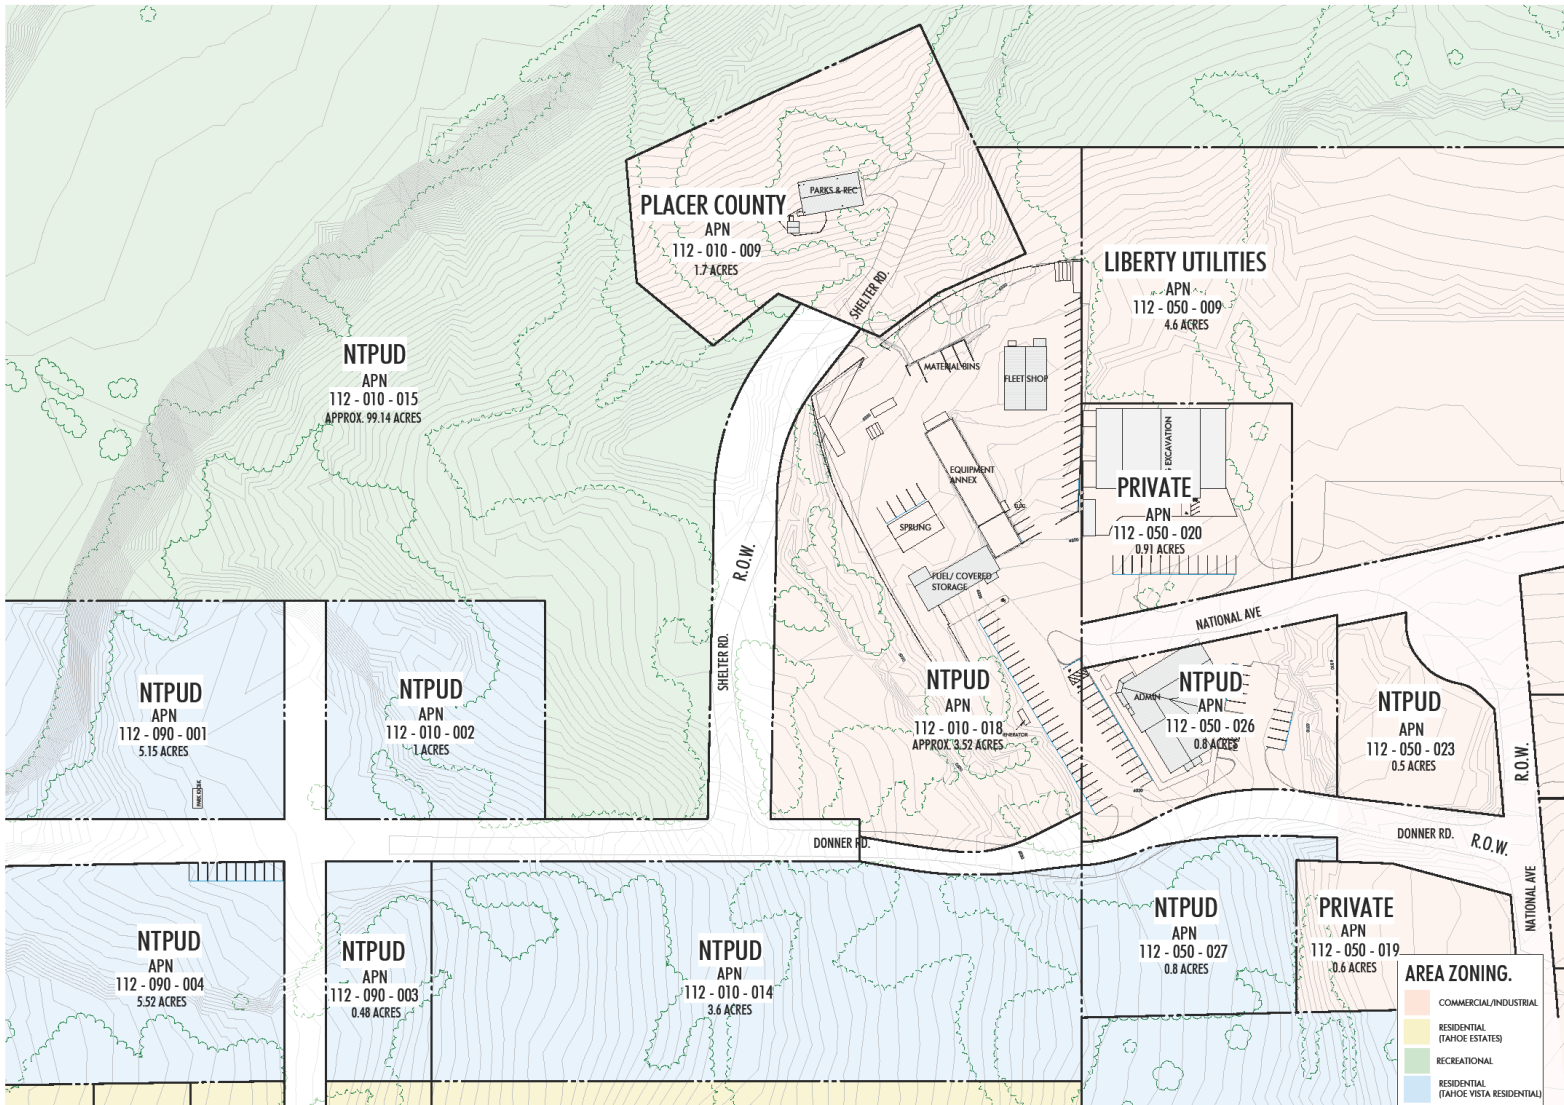 PLACER COUNTY
APN
112 - 010 - 009
1.7 ACRES
PARKS & REC
SHELTER RD.
LIBERTY UTILITIES
APN
112 - 050 - 009
4.6 ACRES
NTPUD
APN
112 - 010 - 015
APPROX. 99.14 ACRES
MATERIAL BINS
FLEET SHOP
EQUIPMENT
ANNEX
SPRUNG
FUEL/ COVERED
STORAGE
EXCAVATION
PRIVATE
APN
112 - 050 - 020
0.91 ACRES
R.O.W.
SHELTER RD.
NATIONAL AVE
NTPUD
APN
112 - 090 - 001
5.15 ACRES
NTPUD
APN
112 - 010 - 002
1 ACRES
NTPUD
APN
112 - 010 - 018
APPROX. 3.52 ACRES
ADMIN
NTPUD
APN
112 - 050 - 026
0.8 ACRES
NTPUD
APN
112 - 050 - 023
0.5 ACRES
R.O.W.
DONNER RD.
DONNER RD.
R.O.W.
NATIONAL AVE
NTPUD
APN
112 - 090 - 004
5.52 ACRES
NTPUD
APN
112 - 090 - 003
0.48 ACRES
NTPUD
APN
112 - 010 - 014
3.6 ACRES
NTPUD
APN
112 - 050 - 027
0.8 ACRES
PRIVATE
APN
112 - 050 - 019
0.6 ACRES
AREA ZONING.
COMMERCIAL/INDUSTRIAL
RESIDENTIAL
(TAHOE ESTATES)
RECREATIONAL
RESIDENTIAL
(TAHOE VISTA RESIDENTIAL)